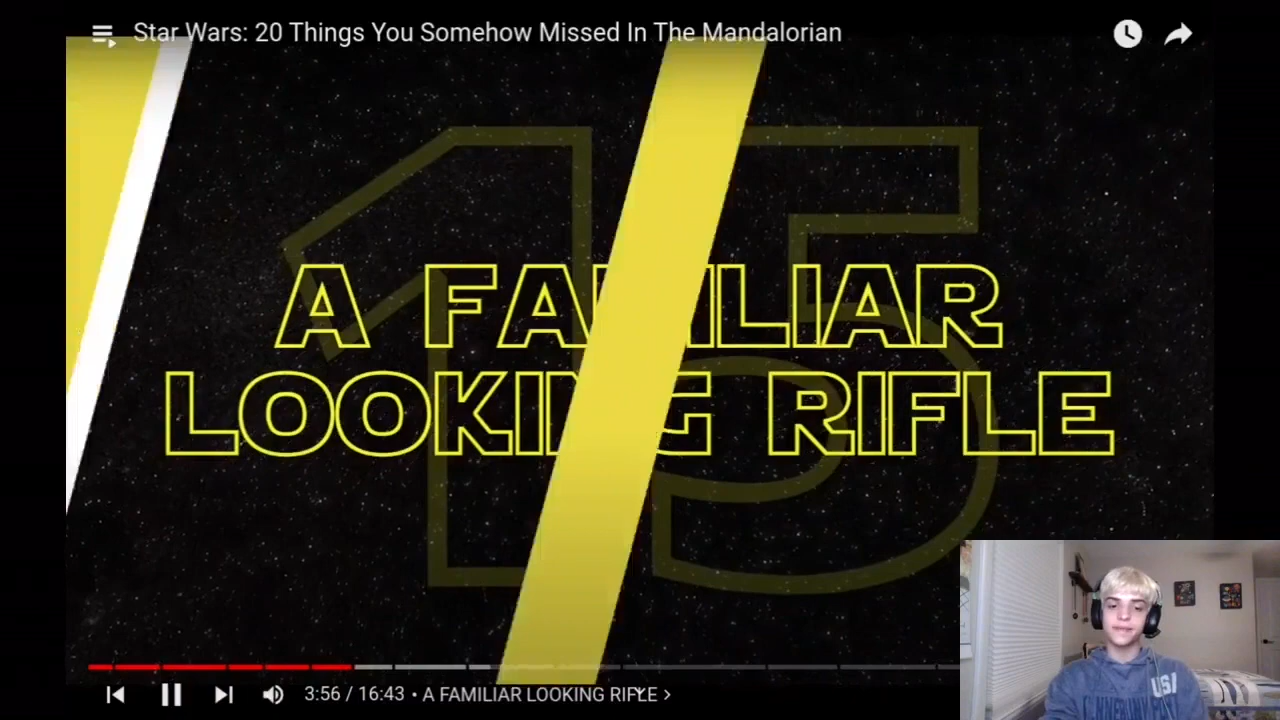 Star Wars: 20 Things You Somehow Missed In The Mandalorian
15
A FAMILIAR
LOOKING RIFLE
3:56 / 16:43 • A FAMILIAR LOOKING RIFLE >
USI